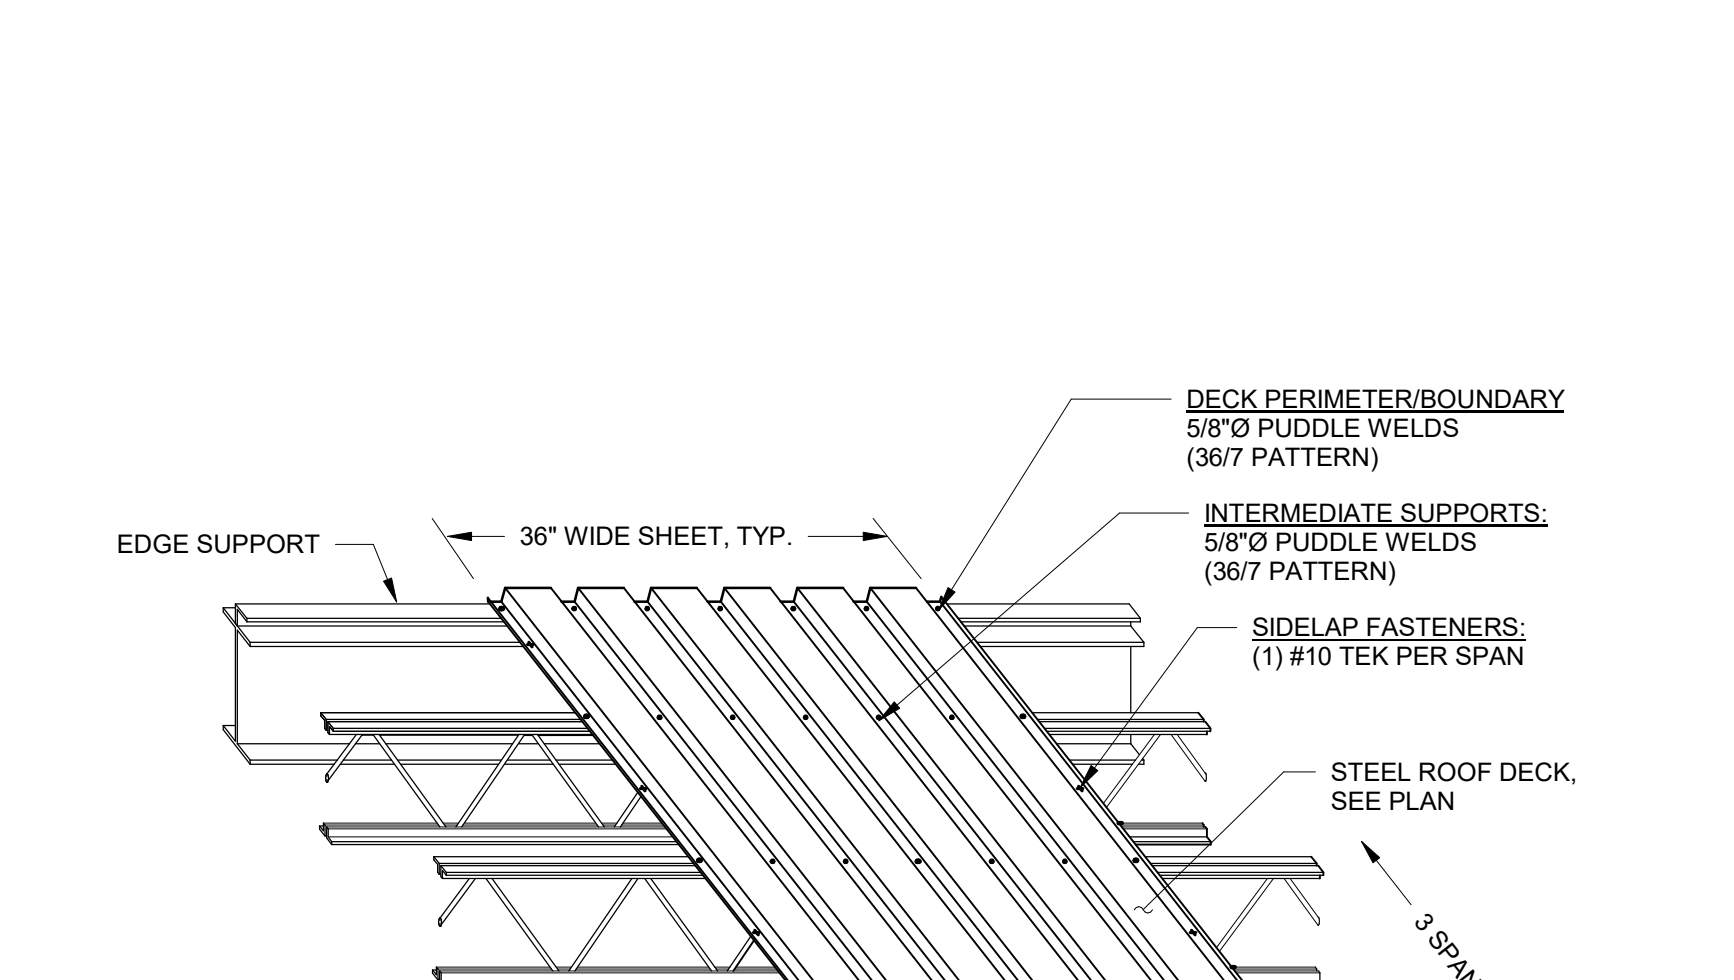 DECK PERIMETER/BOUNDARY
5/8"Ø PUDDLE WELDS
(36/7 PATTERN)
INTERMEDIATE SUPPORTS:
5/8"Ø PUDDLE WELDS
(36/7 PATTERN)
36" WIDE SHEET, TYP.
EDGE SUPPORT
SIDELAP FASTENERS:
(1) #10 TEK PER SPAN
STEEL ROOF DECK,
SEE PLAN
3 SPAN